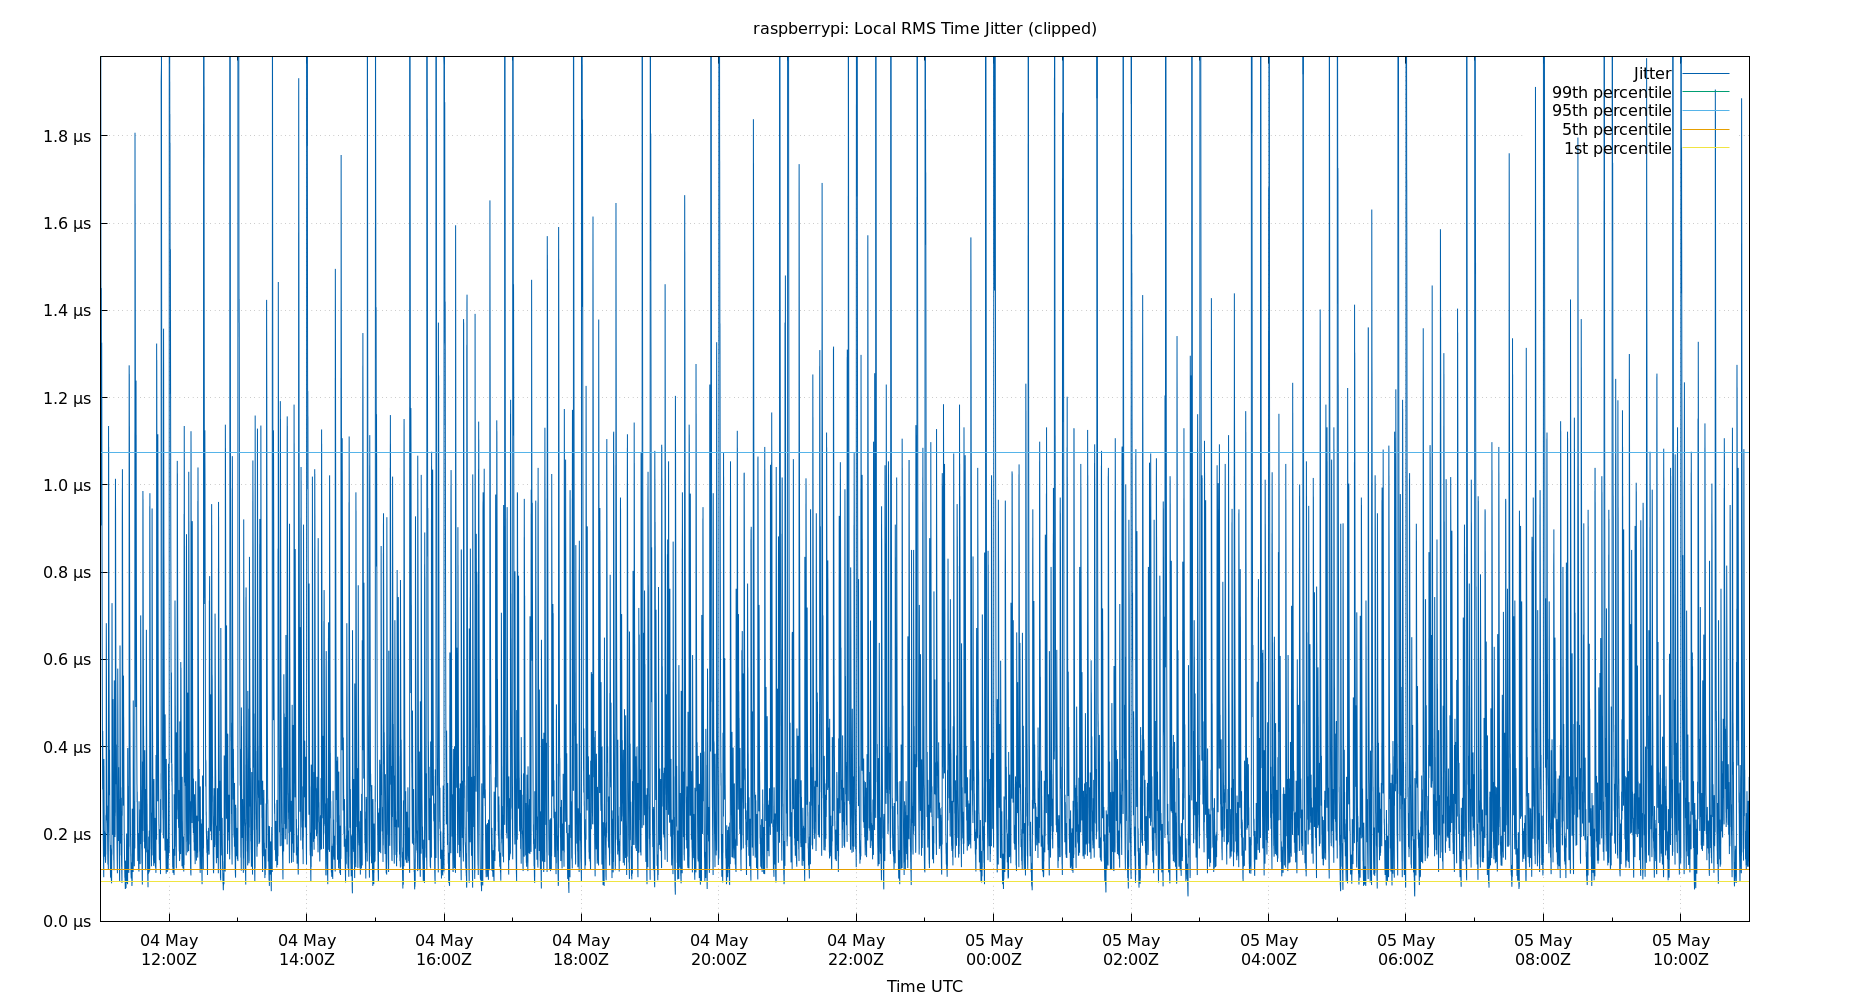 raspberrypi: Local RMS Time Jitter (clipped)
Jitter
99th percentile
95th percentile
5th percentile
1st percentile
1.8 µs
1.6 µs
1.4 µs
1.2 µs
1.0 µs
0.8 µs
0.6 µs
0.4 µs
0.2 µs
0.0 µs
04 May 04 May 04 May 04 May 04 May 04 May 05 May 05 May 05 May 05 May 05 May 05 May
12:00Z 14:00Z 16:00Z 18:00Z 20:00Z 22:00Z 00:00Z 02:00Z 04:00Z 06:00Z 08:00Z 10:00Z
Time UTC